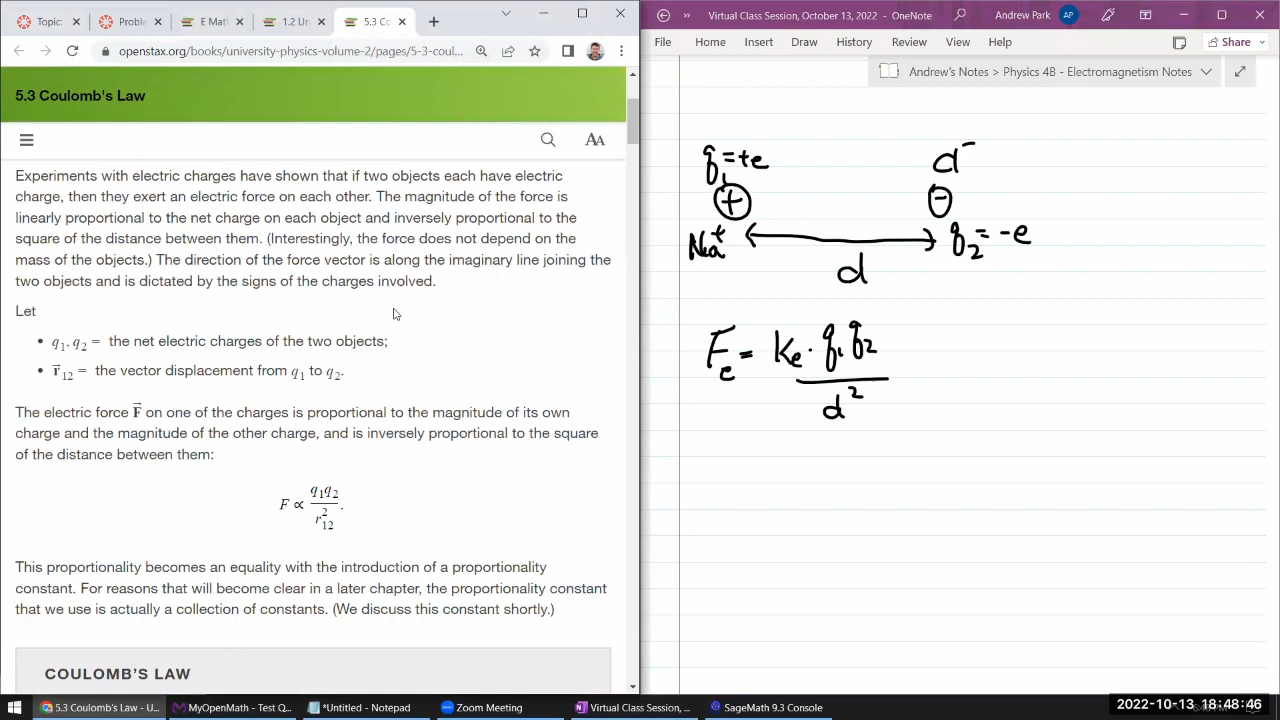 Topic:
Proble
E Mat
1.2 Un
5.3 Co
openstax.org/books/university-physics-volume-2/pages/5-3-coul...
5.3 Coulomb's Law
AA
Experiments with electric charges have shown that if two objects each have electric
charge, then they exert an electric force on each other. The magnitude of the force is
linearly proportional to the net charge on each object and inversely proportional to the
square of the distance between them. (Interestingly, the force does not depend on the
mass of the objects.) The direction of the force vector is along the imaginary line joining the
two objects and is dictated by the signs of the charges involved.
Let
• q₁, q₂ = the net electric charges of the two objects;
• r⃗₁₂ = the vector displacement from q₁ to q₂.
The electric force F⃗ on one of the charges is proportional to the magnitude of its own
charge and the magnitude of the other charge, and is inversely proportional to the square
of the distance between them:
F ∝ q₁q₂ / r₁₂².
This proportionality becomes an equality with the introduction of a proportionality
constant. For reasons that will become clear in a later chapter, the proportionality constant
that we use is actually a collection of constants. (We discuss this constant shortly.)
COULOMB'S LAW
Virtual Class Session, October 13, 2022 - OneNote
Andrew Park
AP
File Home Insert Draw History Review View Help
Share
Andrew's Notes > Physics 4B - Electromagnetism Notes
q₁ = +e
cl⁻
+
-
Na⁺
q₂ = -e
d
Fₑ = kₑ · q₁ q₂
d²
5.3 Coulomb's Law - U...
MyOpenMath - Test Q...
*Untitled - Notepad
Zoom Meeting
Virtual Class Session, ...
SageMath 9.3 Console
2022-10-13 18:48:46